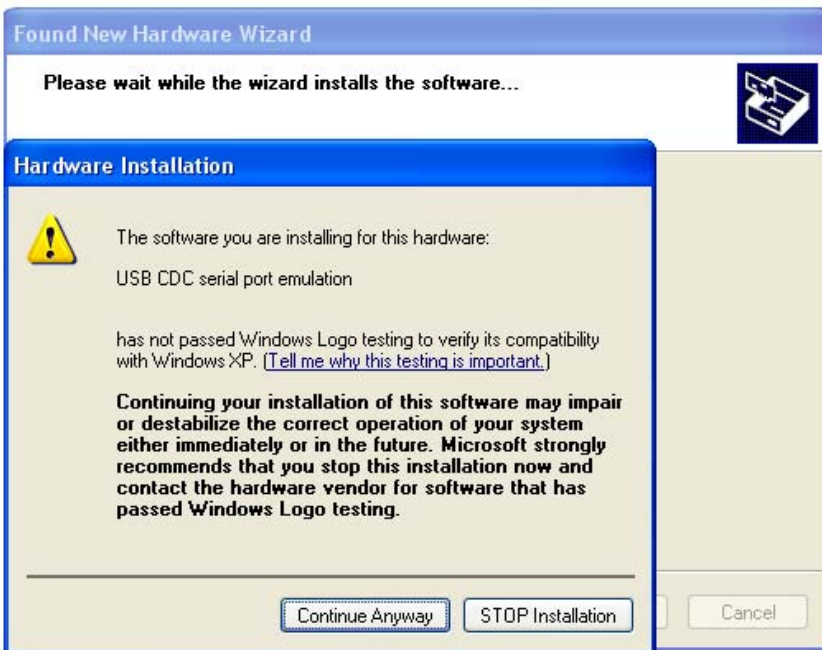 Found New Hardware Wizard
Please wait while the wizard installs the software...
Hardware Installation
The software you are installing for this hardware:
USB CDC serial port emulation
has not passed Windows Logo testing to verify its compatibility
with Windows XP. (Tell me why this testing is important.)
Continuing your installation of this software may impair
or destabilize the correct operation of your system
either immediately or in the future. Microsoft strongly
recommends that you stop this installation now and
contact the hardware vendor for software that has
passed Windows Logo testing.
Continue Anyway
STOP Installation
Cancel